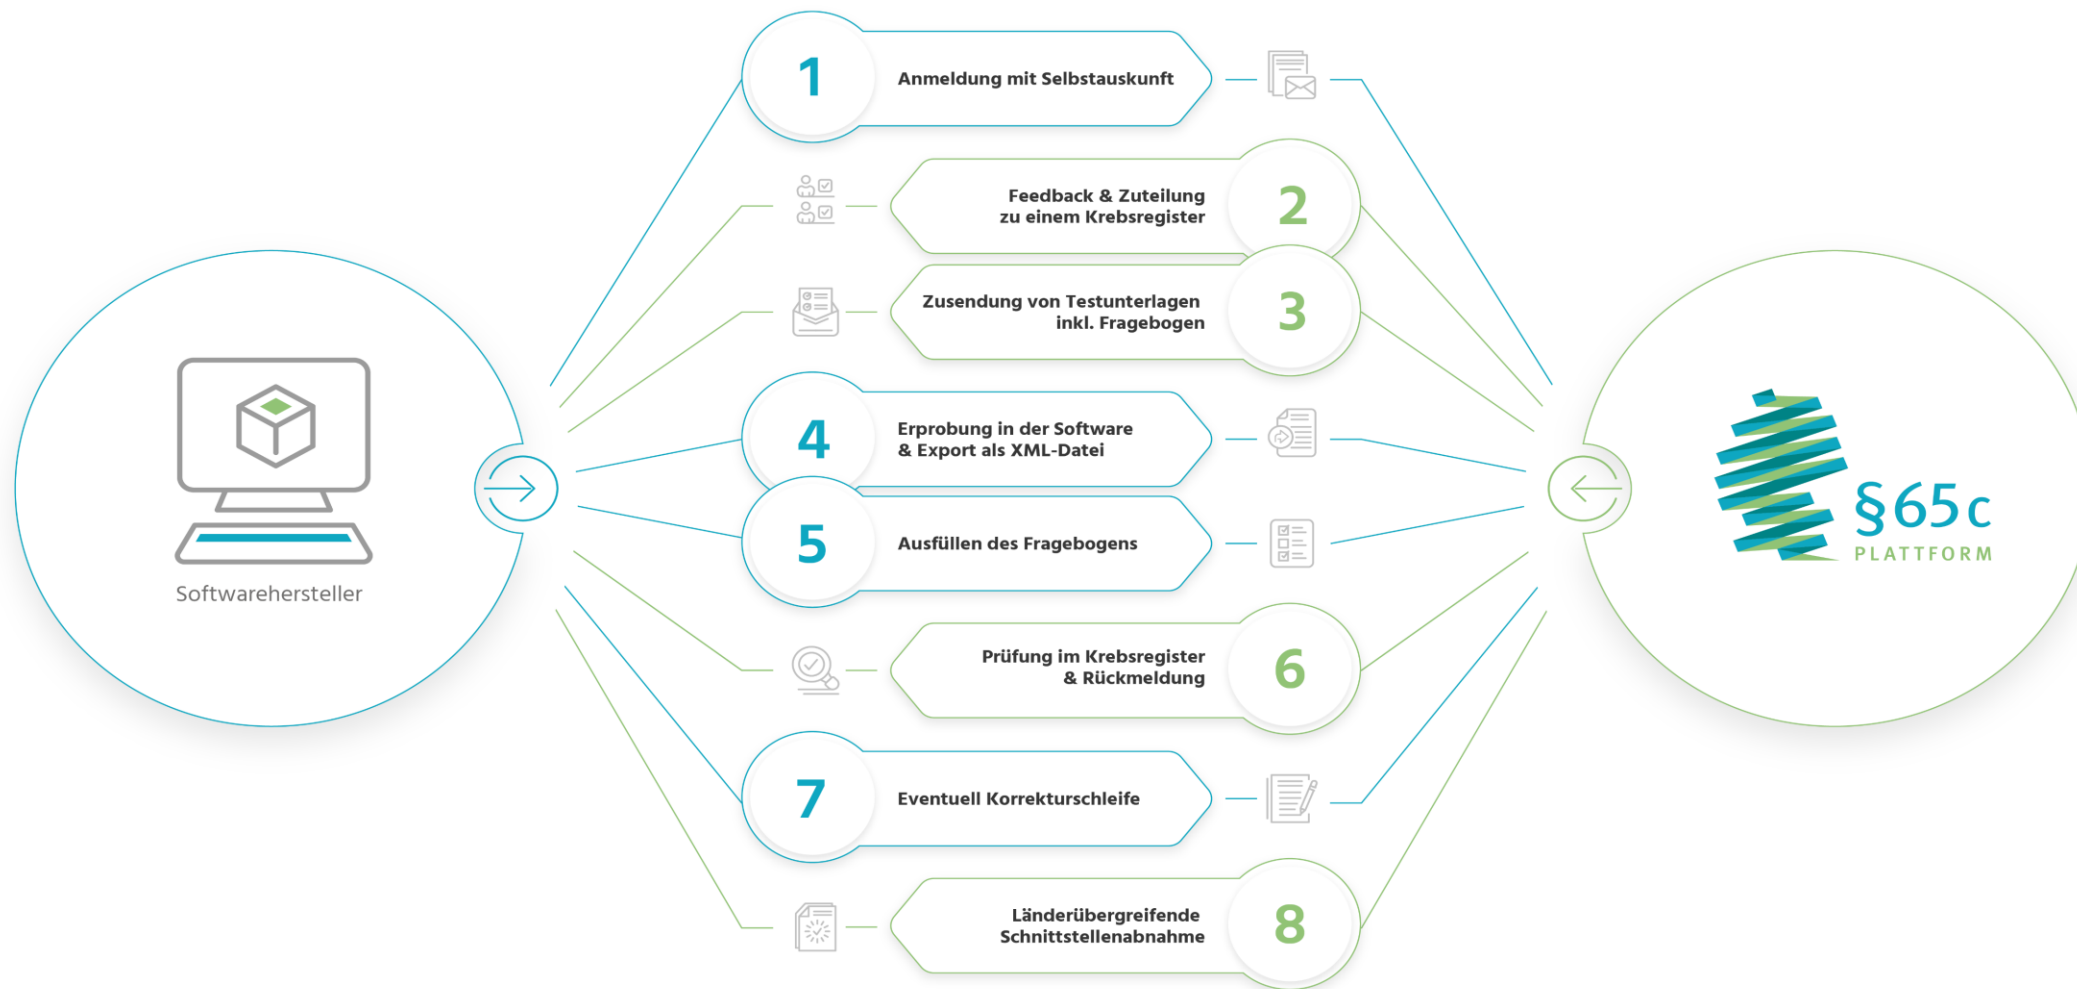 1
Anmeldung mit Selbstauskunft
Feedback & Zuteilung
zu einem Krebsregister
2
Zusendung von Testunterlagen
inkl. Fragebogen
3
4
Erprobung in der Software
& Export als XML-Datei
5
Ausfüllen des Fragebogens
Prüfung im Krebsregister
& Rückmeldung
6
7
Eventuell Korrekturschleife
Länderübergreifende
Schnittstellenabnahme
8
Softwarehersteller
§65c
PLATTFORM